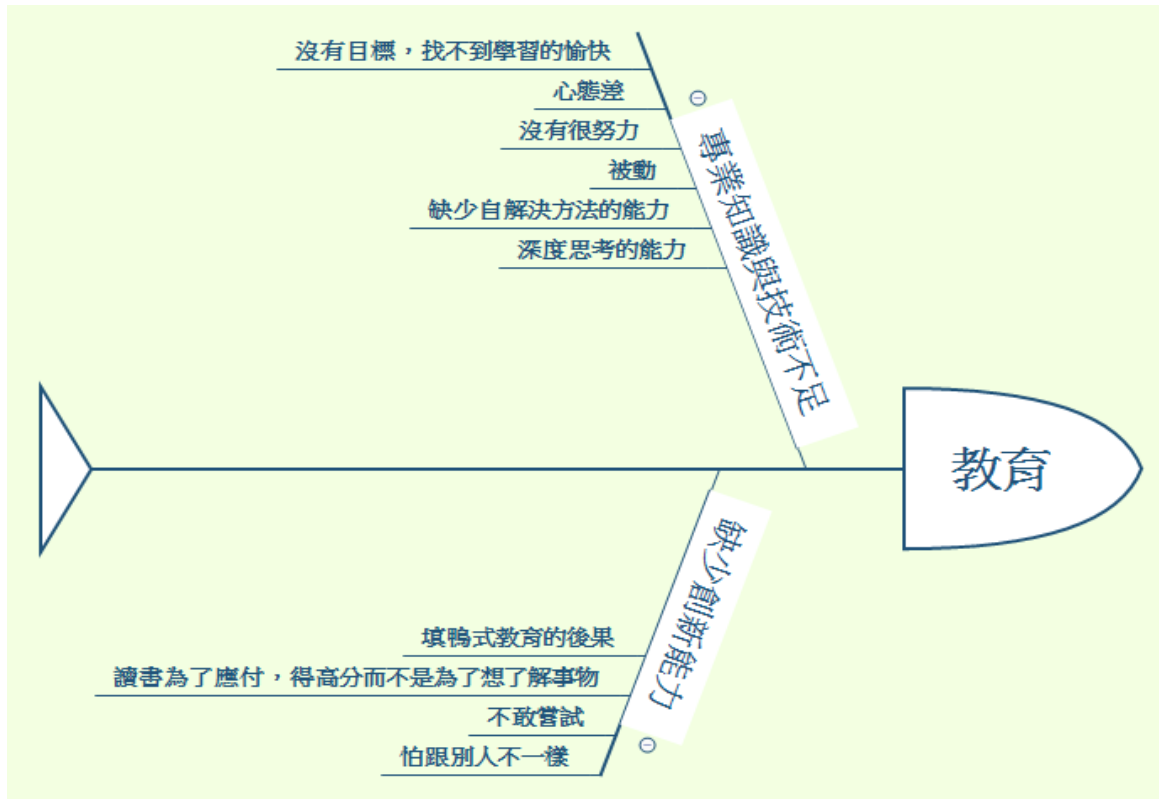 沒有目標，找不到學習的愉快
心態差
沒有很努力
被動
缺少自解決方法的能力
深度思考的能力
專業知識與技術不足
教育
缺少創新能力
填鴨式教育的後果
讀書為了應付，得高分而不是為了想了解事物
不敢嘗試
怕跟別人不一樣